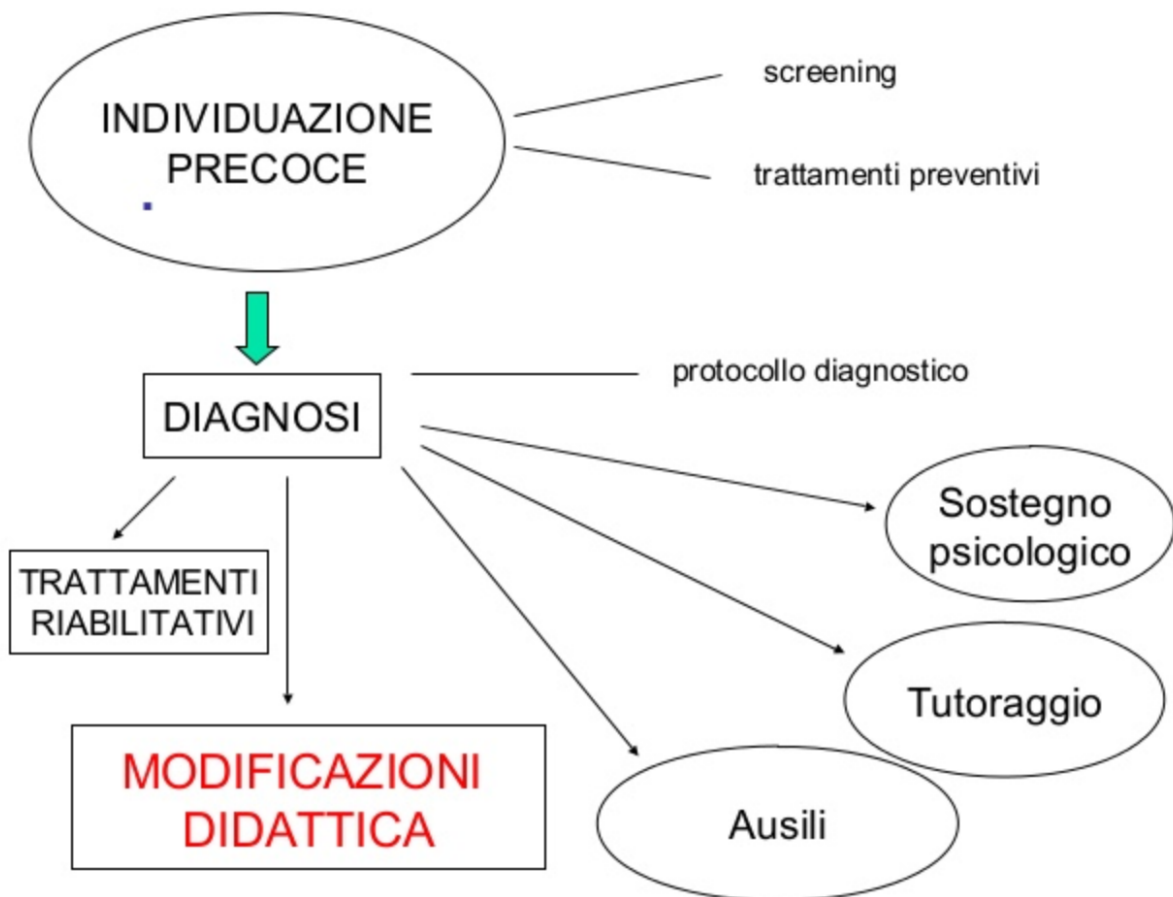 INDIVIDUAZIONE
PRECOCE
screening
trattamenti preventivi
DIAGNOSI
protocollo diagnostico
Sostegno
psicologico
TRATTAMENTI
RIABILITATIVI
Tutoraggio
MODIFICAZIONI
DIDATTICA
Ausili